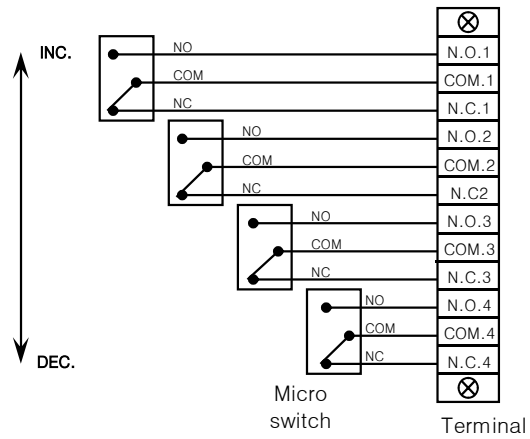 INC.
NO
N.O.1
COM
COM.1
NC
N.C.1
NO
N.O.2
COM
COM.2
NC
N.C2
NO
N.O.3
COM
COM.3
NC
N.C.3
NO
N.O.4
COM
COM.4
DEC.
NC
N.C.4
Micro
switch
Terminal